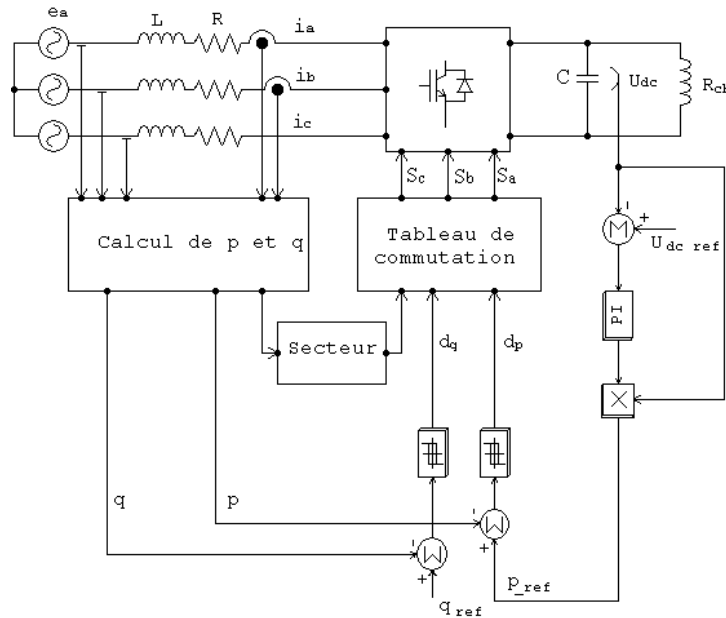 ea
L
R
ia
ib
ic
C
Udc
Rch
Sc
Sb
Sa
Calcul de p et q
Tableau de
commutation
-
+
Udc ref
PI
Secteur
dq
dp
X
q
p
-
+
-
+
qref
p_ref